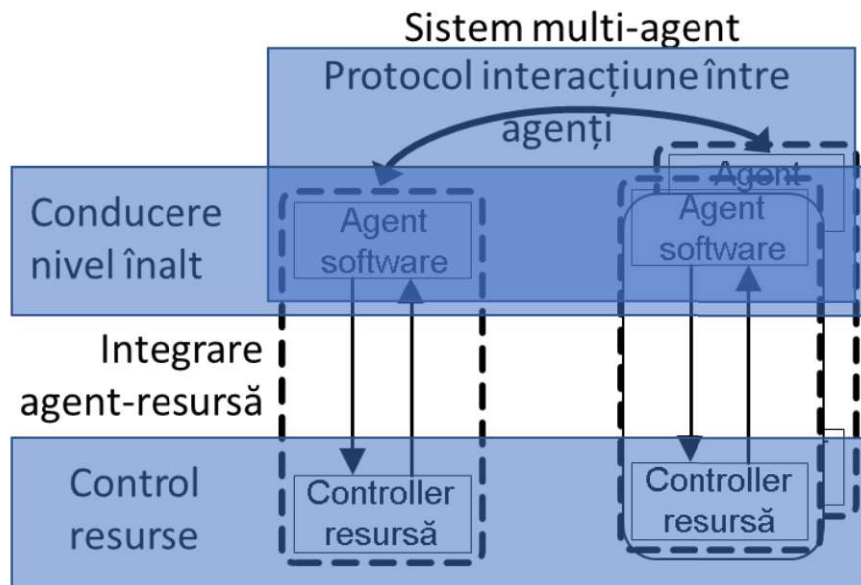 Sistem multi-agent
Protocol interacțiune între
agenți
Agent
Conducere
nivel înalt
Agent
software
Agent
software
Integrare
agent-resursă
Control
resurse
Controller
resursă
Controller
resursă